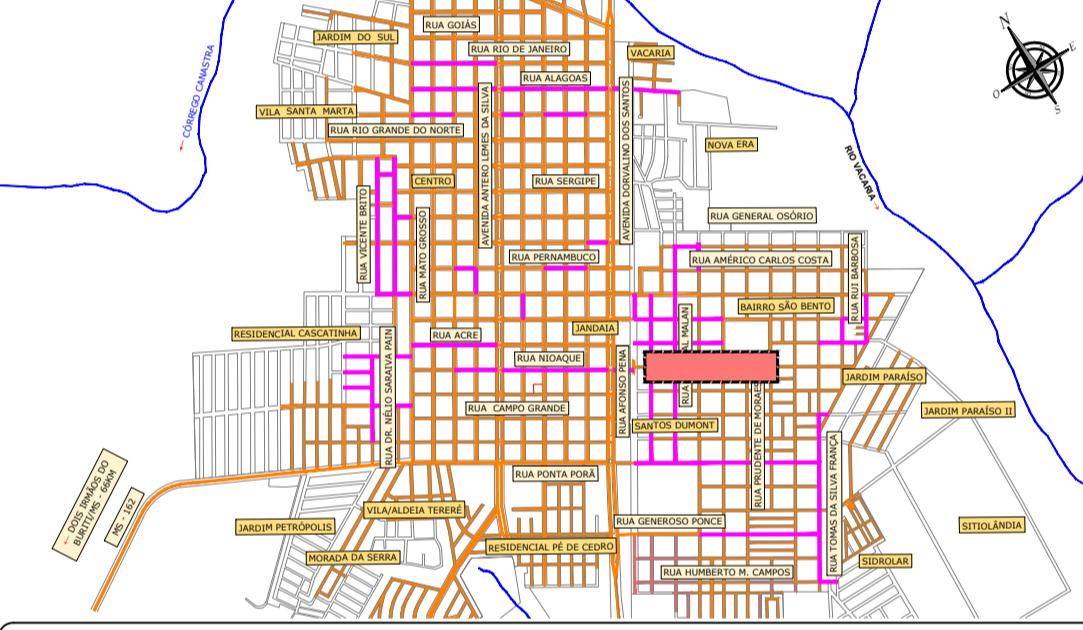 RUA GOIÁS
JARDIM DO SUL
RUA RIO DE JANEIRO
VACARIA
N
E
O
S
RUA ALAGOAS
CÓRREGO CANASTRA
VILA SANTA MARTA
RUA RIO GRANDE DO NORTE
AVENIDA ANTERO LEMES DA SILVA
AVENIDA DORVALINO DOS SANTOS
NOVA ERA
RIO VACARIA
CENTRO
RUA SERGIPE
RUA VICENTE BRITO
RUA MATO GROSSO
RUA GENERAL OSÓRIO
RUA PERNAMBUCO
RUA AMÉRICO CARLOS COSTA
RUA RUI BARBOSA
BAIRRO SÃO BENTO
RESIDENCIAL CASCATINHA
RUA ACRE
JANDAIA
RUA
AL MALAN
RUA NIOAQUE
RUA AFONSO PENA
RUA DR. NÉLIO SARAIVA PAIN
JARDIM PARAÍSO
RUA CAMPO GRANDE
SANTOS DUMONT
RUA PRUDENTE DE MORAES
JARDIM PARAÍSO II
RUA TOMAS DA SILVA FRANÇA
DOIS IRMÃOS DO
BURITI/MS - 66KM
MS - 162
RUA PONTA PORÃ
VILA/ALDEIA TERERÉ
JARDIM PETRÓPOLIS
RUA GENEROSO PONCE
SITIOLÂNDIA
RESIDENCIAL PÉ DE CEDRO
MORADA DA SERRA
SIDROLAR
RUA HUMBERTO M. CAMPOS